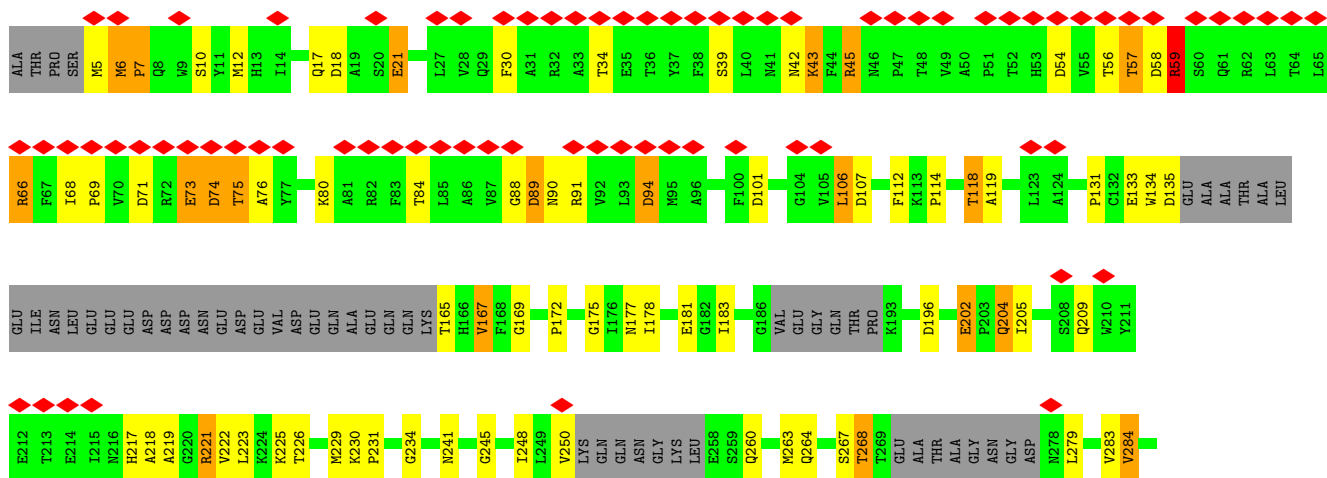 ALA THR PRO SER M5 M6 P7 Q8 W9 S10 Y11 M12 H13 I14 Q17 D18 A19 S20 E21 L27 V28 Q29 F30 A31 R32 A33 T34 E35 T36 Y37 F38 S39 L40 N41 N42 K43 F44 R45 N46 P47 T48 V49 A50 P51 T52 H53 D54 V55 T56 T57 D58 R59 S60 Q61 R62 L63 T64 L65
R66 F67 I68 P69 V70 D71 R72 E73 D74 T75 A76 Y77 K80 A81 R82 F83 T84 L85 A86 V87 G88 D89 N90 R91 V92 L93 D94 M95 A96 F100 D101 G104 V105 L106 D107 F112 K113 P114 T118 A119 L123 A124 P131 C132 E133 W134 D135 GLU ALA ALA THR ALA LEU
GLU ILE ASN LEU GLU GLU GLU ASP ASP ASP ASN GLU ASP GLU VAL ASP GLU GLN ALA GLU GLN GLN LYS T165 H166 V167 F168 G169 P172 G175 I176 N177 I178 E181 G182 I183 G186 VAL GLU GLY GLN THR PRO K193 D196 E202 P203 Q204 I205 S208 Q209 W210 Y211
E212 T213 E214 I215 N216 H217 A218 A219 G220 R221 V222 L223 K224 K225 T226 M229 K230 P231 G234 N241 G245 I248 L249 V250 LYS GLN GLN ASN GLY LYS LEU E258 S259 Q260 M263 Q264 S267 T268 T269 GLU ALA THR ALA GLY ASN GLY ASP N278 L279 V283 V284